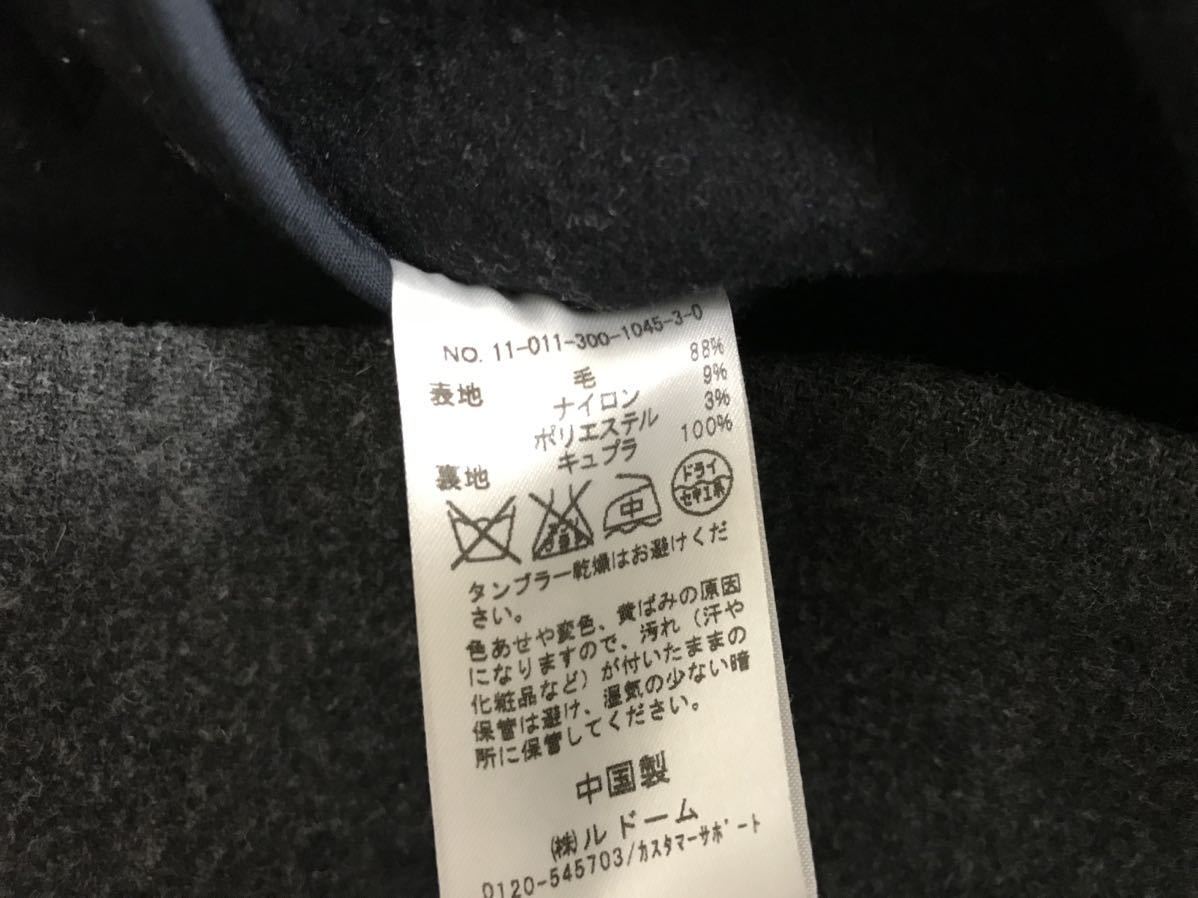 NO. 11-011-300-1045-3-0
表地 毛 88%
ナイロン 9%
ポリエステル 3%
裏地 キュプラ 100%
中 ドライ
セキユ系
タンブラー乾燥はお避けくだ
さい。
色あせや変色、黄ばみの原因
になりますので、汚れ（汗や
化粧品など）が付いたままの
保管は避け、湿気の少ない暗
所に保管してください。
中国製
(株)ルドーム
0120-545703/カスタマーサポート